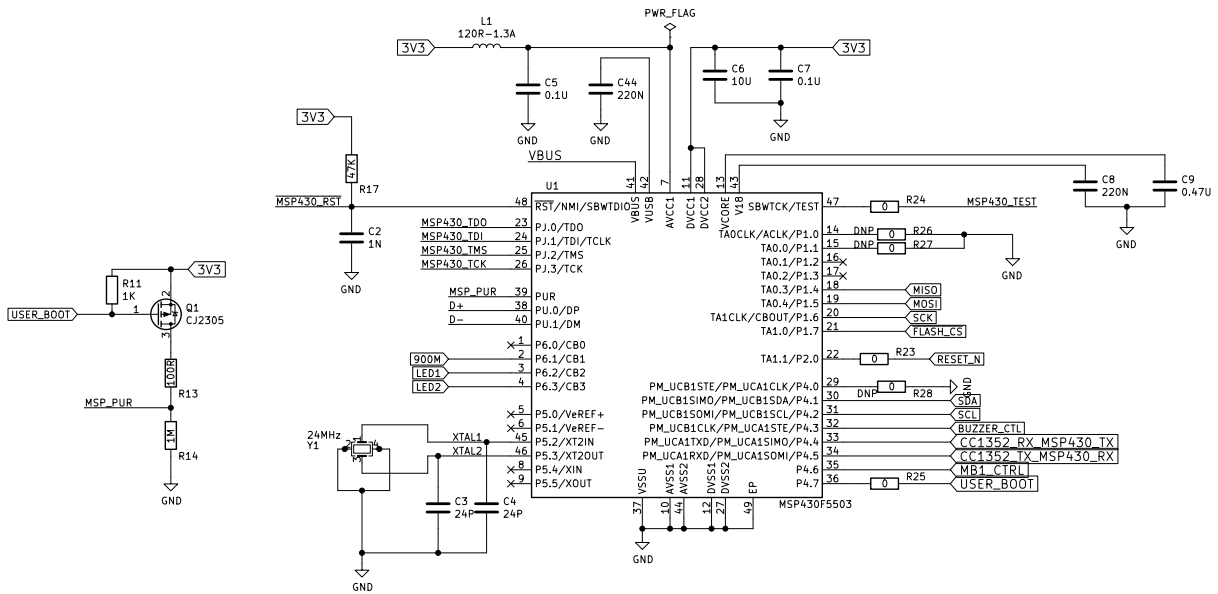 PWR_FLAG
L1
120R-1.3A
3V3
3V3
C5
0.1U
C44
220N
C6
10U
C7
0.1U
GND
GND
GND
3V3
47K
R17
VBUS
MSP430_RST
C2
1N
GND
41
42
7
11
28
13
43
C8
220N
C9
0.47U
GND
U1
VBUS
VUSB
AVCC1
DVCC1
DVCC2
VCORE
V18
48
RST/NMI/SBWTDIO
MSP430_TDO
23
PJ.0/TDO
MSP430_TDI
24
PJ.1/TDI/TCLK
MSP430_TMS
25
PJ.2/TMS
MSP430_TCK
26
PJ.3/TCK
MSP_PUR
39
PUR
D+
38
PU.0/DP
D-
40
PU.1/DM
1
P6.0/CB0
900M
2
P6.1/CB1
LED1
3
P6.2/CB2
LED2
4
P6.3/CB3
5
P5.0/VeREF+
6
P5.1/VeREF-
XTAL1
45
P5.2/XT2IN
XTAL2
46
P5.3/XT2OUT
8
P5.4/XIN
9
P5.5/XOUT
SBWTCK/TEST
47
0
R24
MSP430_TEST
TA0CLK/ACLK/P1.0
14
DNP
0
R26
TA0.0/P1.1
15
DNP
0
R27
GND
TA0.1/P1.2
16
TA0.2/P1.3
17
TA0.3/P1.4
18
MISO
TA0.4/P1.5
19
MOSI
TA1CLK/CBOUT/P1.6
20
SCK
TA1.0/P1.7
21
FLASH_CS
TA1.1/P2.0
22
0
R23
RESET_N
PM_UCB1STE/PM_UCA1CLK/P4.0
29
DNP
0
R28
GND
PM_UCB1SIMO/PM_UCB1SDA/P4.1
30
SDA
PM_UCB1SOMI/PM_UCB1SCL/P4.2
31
SCL
PM_UCB1CLK/PM_UCA1STE/P4.3
32
BUZZER_CTL
PM_UCA1TXD/PM_UCA1SIMO/P4.4
33
CC1352_RX_MSP430_TX
PM_UCA1RXD/PM_UCA1SOMI/P4.5
34
CC1352_TX_MSP430_RX
P4.6
35
MB1_CTRL
P4.7
36
0
R25
USER_BOOT
MSP430F5503
VSSU
AVSS1
AVSS2
DVSS1
DVSS2
EP
37
10
44
12
27
49
GND
3V3
R11
1K
2
Q1
CJ2305
USER_BOOT
1
3
100R
R13
MSP_PUR
1M
R14
GND
24MHz
Y1
1
2
4
3
C3
24P
C4
24P
GND